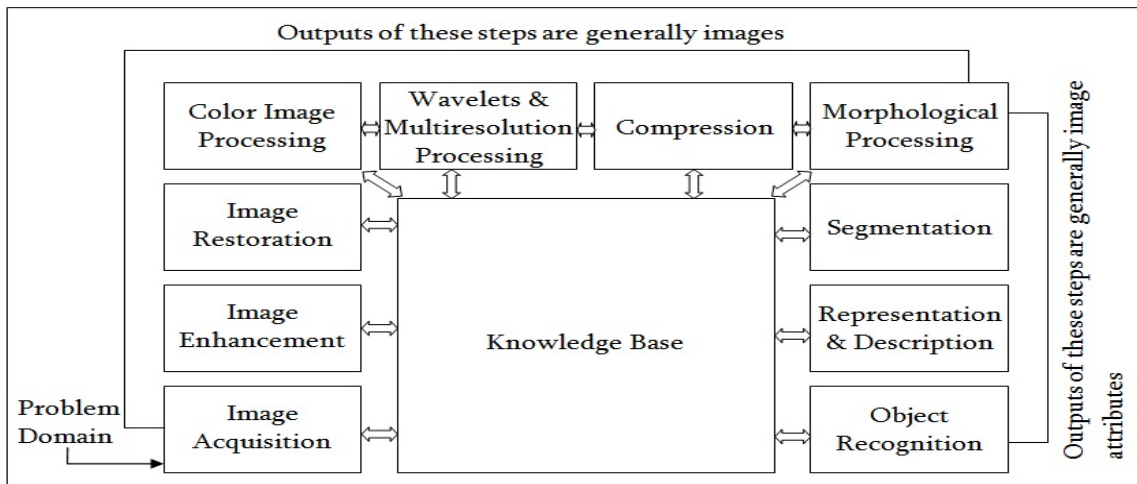 Outputs of these steps are generally images
Color Image
Processing
Wavelets &
Multiresolution
Processing
Compression
Morphological
Processing
Image
Restoration
Segmentation
Image
Enhancement
Knowledge Base
Representation
& Description
Problem
Domain
Image
Acquisition
Object
Recognition
Outputs of these steps are generally image
attributes